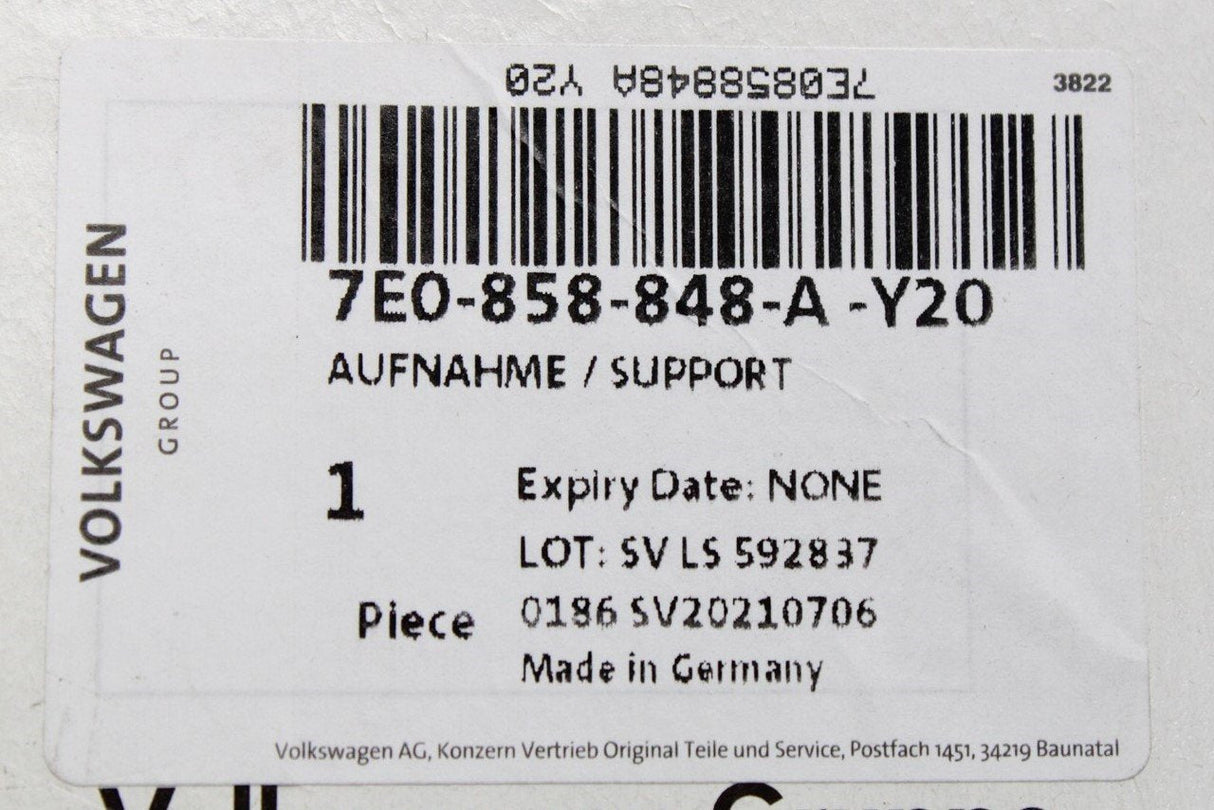 7E0858848A Y20
3822
7E0-858-848-A -Y20
AUFNAHME / SUPPORT
VOLKSWAGEN
GROUP
1
Piece
Expiry Date: NONE
LOT: SV LS 592837
0186 SV20210706
Made in Germany
Volkswagen AG, Konzern Vertrieb Original Teile und Service, Postfach 1451, 34219 Baunatal